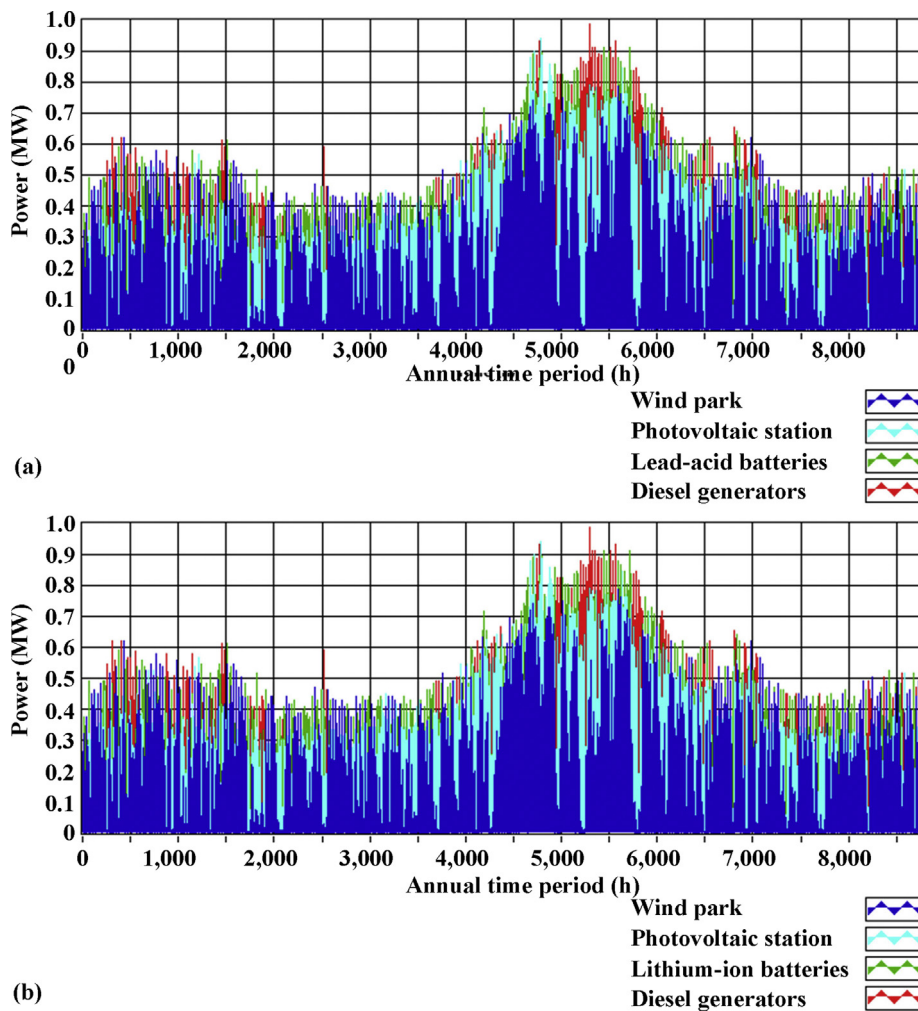 1.0
0.9
0.8
0.7
0.6
0.5
0.4
0.3
0.2
0.1
0
Power (MW)
0 1,000 2,000 3,000 4,000 5,000 6,000 7,000 8,000
0
Annual time period (h)
Wind park
Photovoltaic station
Lead-acid batteries
Diesel generators
(a)
1.0
0.9
0.8
0.7
0.6
0.5
0.4
0.3
0.2
0.1
0
Power (MW)
0 1,000 2,000 3,000 4,000 5,000 6,000 7,000 8,000
Annual time period (h)
Wind park
Photovoltaic station
Lithium-ion batteries
Diesel generators
(b)